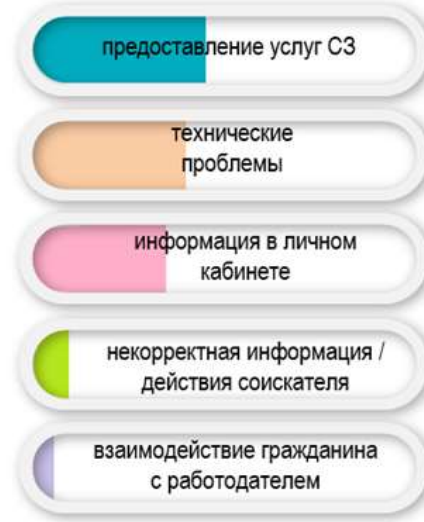 предоставление услуг СЗ
технические
проблемы
информация в личном
кабинете
некорректная информация /
действия соискателя
взаимодействие гражданина
с работодателем